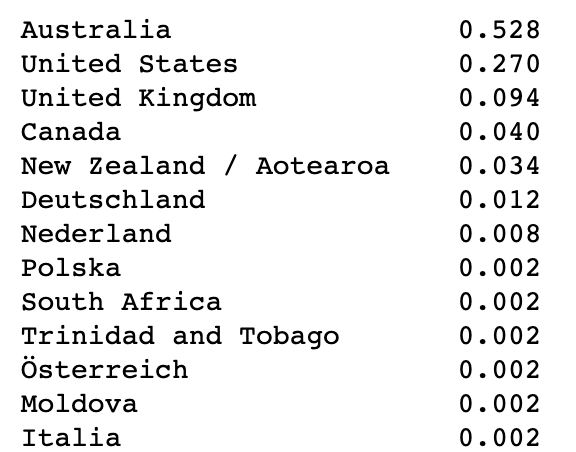 Australia 0.528
United States 0.270
United Kingdom 0.094
Canada 0.040
New Zealand / Aotearoa 0.034
Deutschland 0.012
Nederland 0.008
Polska 0.002
South Africa 0.002
Trinidad and Tobago 0.002
Österreich 0.002
Moldova 0.002
Italia 0.002